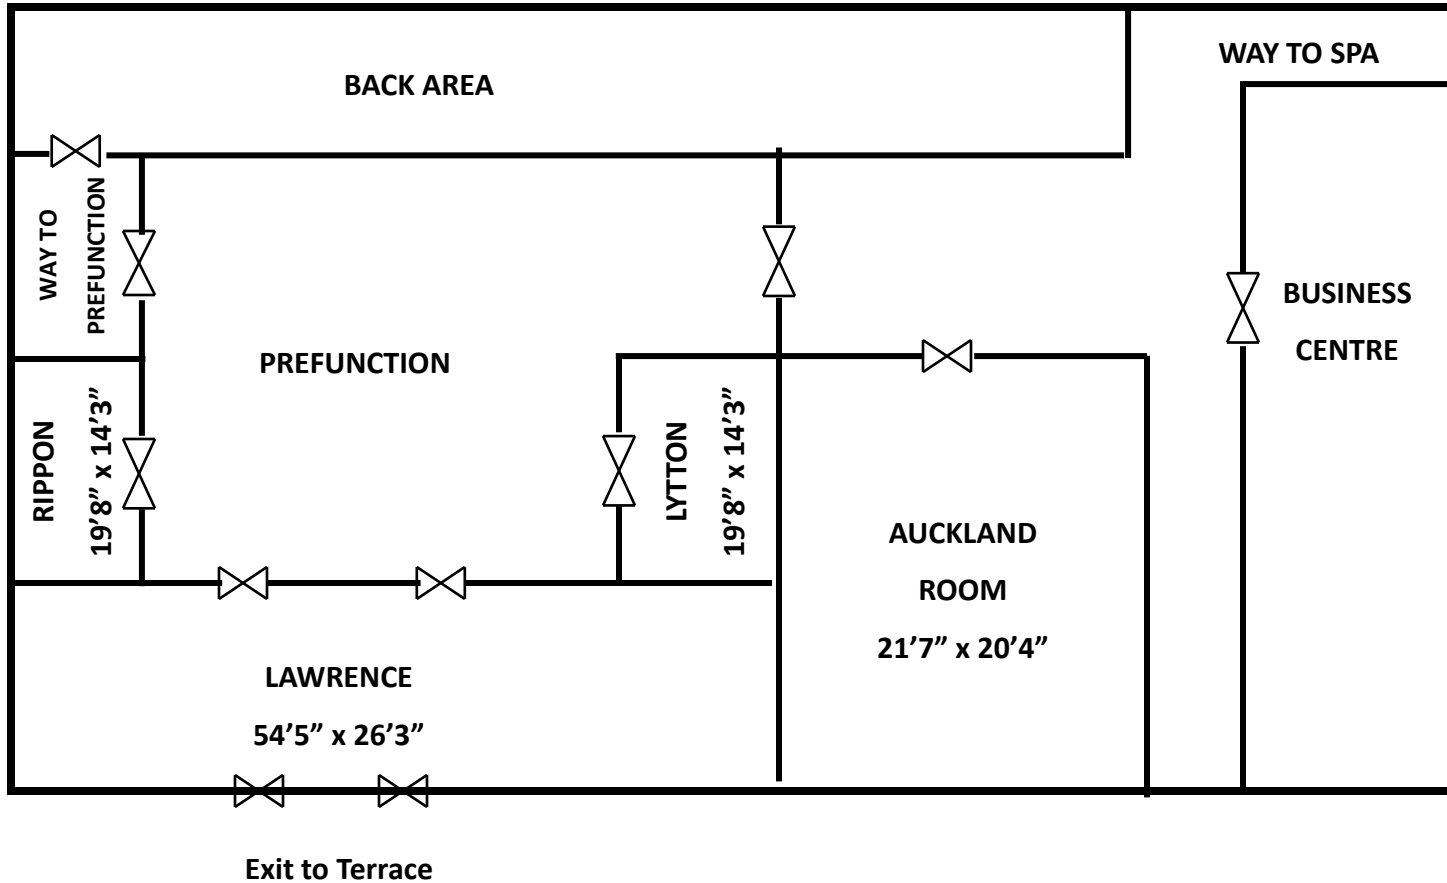 WAY TO SPA
BACK AREA
WAY TO
PREFUNCTION
BUSINESS
CENTRE
PREFUNCTION
RIPPON
19’8” x 14’3”
LYTTON
19’8” x 14’3”
AUCKLAND
ROOM
21’7” x 20’4”
LAWRENCE
54’5” x 26’3”
Exit to Terrace